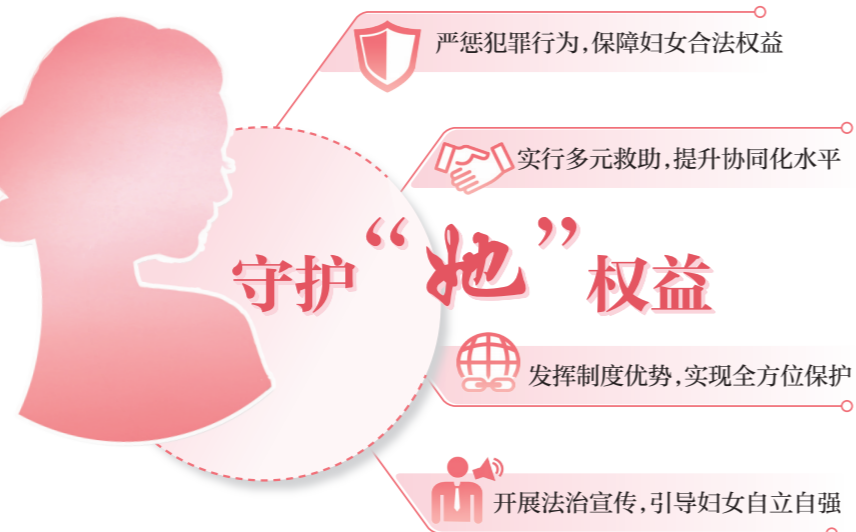 严惩犯罪行为,保障妇女合法权益
实行多元救助,提升协同化水平
守护“她”权益
发挥制度优势,实现全方位保护
开展法治宣传,引导妇女自立自强